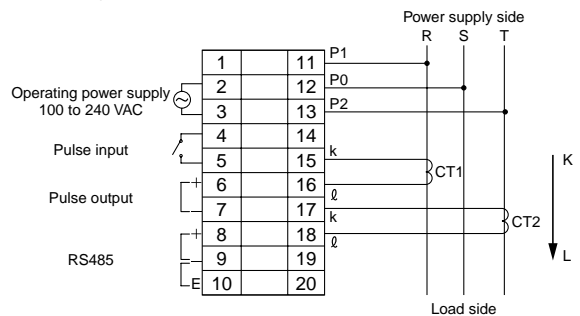 Power supply side
R S T
1 11 P1
2 12 P0
Operating power supply
100 to 240 VAC
3 13 P2
4 14
Pulse input
5 15 k
CT1
K
6 16 ℓ
+
Pulse output
7 17 k
CT2
8 18 ℓ
+
RS485
9 19
L
E 10 20
Load side